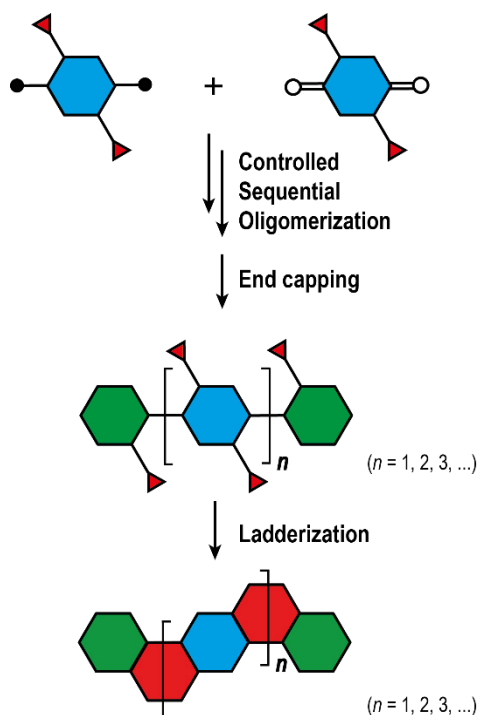 +
Controlled
Sequential
Oligomerization
End capping
n
(n = 1, 2, 3, ...)
Ladderization
n
(n = 1, 2, 3, ...)